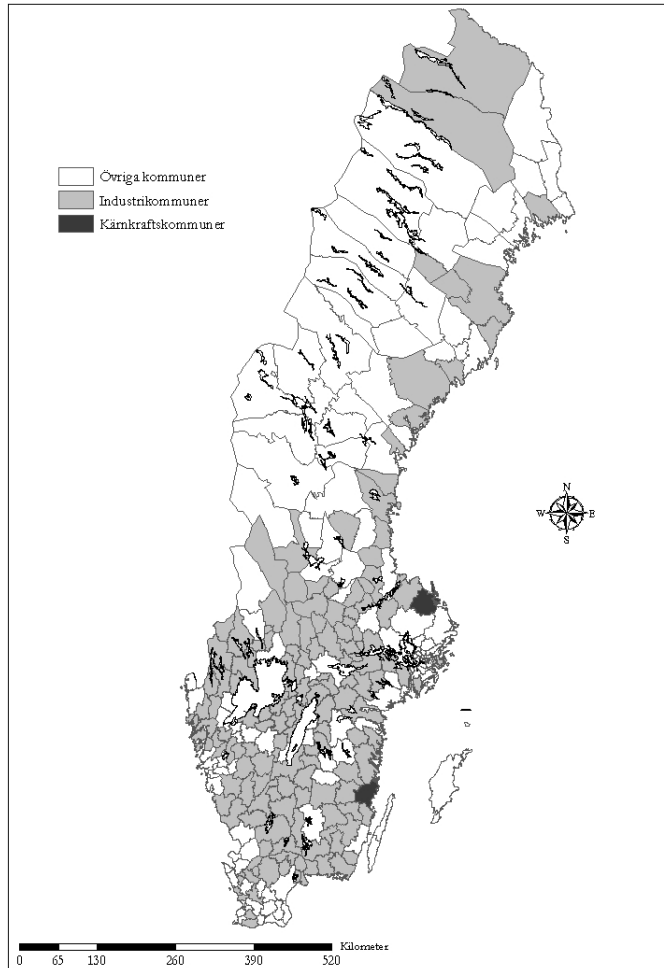 Övriga kommuner
Industrikommuner
Kärnkraftskommuner
N
W E
S
Kilometer
0 65 130 260 390 520